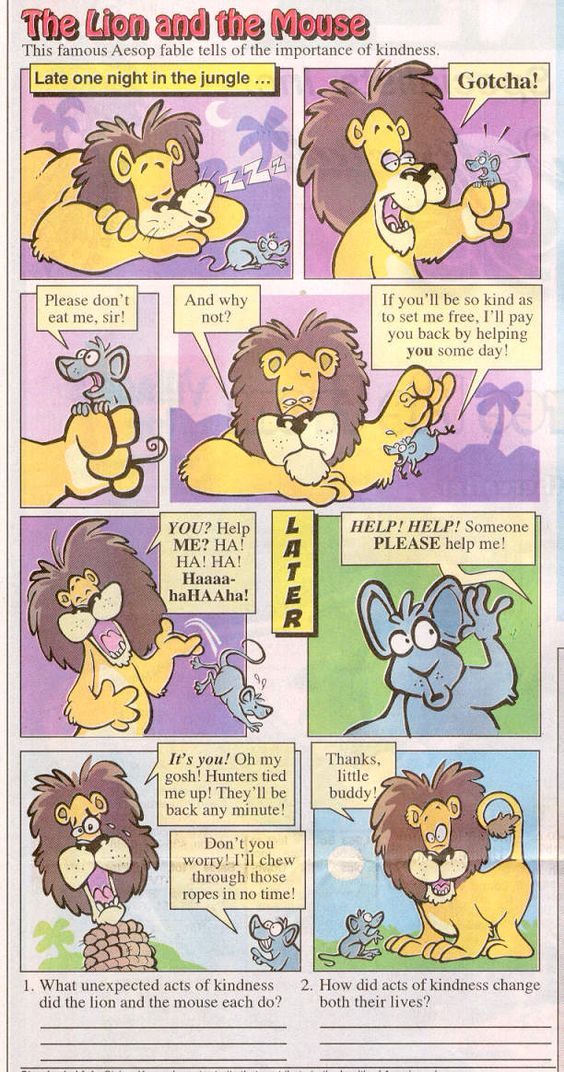 The Lion and the Mouse
This famous Aesop fable tells of the importance of kindness.
Late one night in the jungle ...
ZZZz
Gotcha!
Please don't
eat me, sir!
And why
not?
If you'll be so kind as
to set me free, I'll pay
you back by helping
you some day!
YOU? Help
ME? HA!
HA! HA!
Haaaa-
haHAAha!
LATER
HELP! HELP! Someone
PLEASE help me!
It's you! Oh my
gosh! Hunters tied
me up! They'll be
back any minute!
Don't you
worry! I'll chew
through those
ropes in no time!
Thanks,
little
buddy!
1. What unexpected acts of kindness
did the lion and the mouse each do?
2. How did acts of kindness change
both their lives?